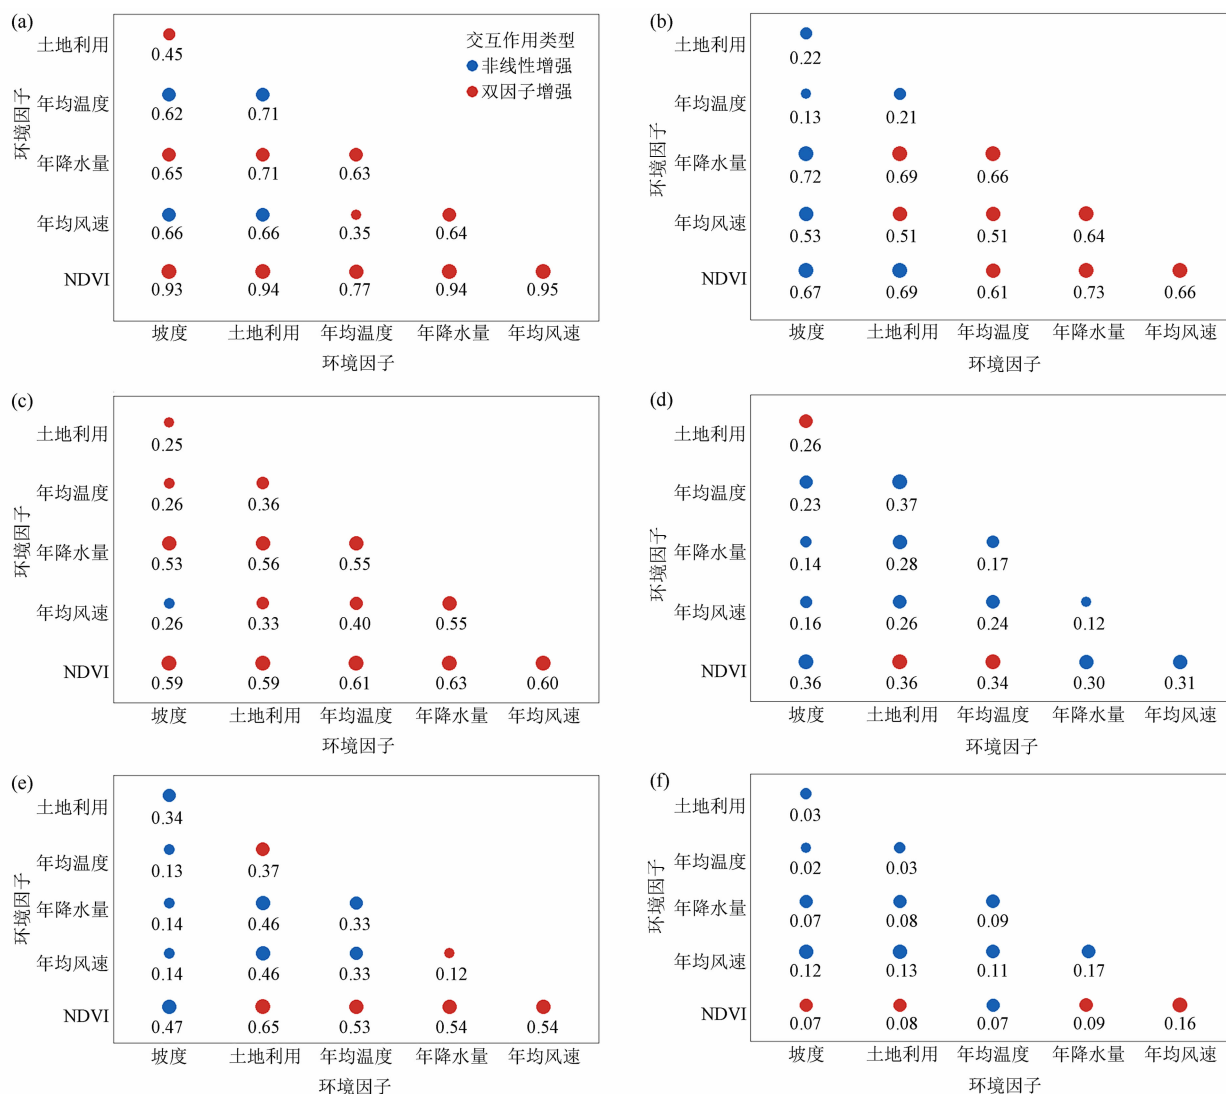 (a)
交互作用类型
非线性增强
双因子增强
环境因子
土地利用
0.45
年均温度
0.62 0.71
年降水量
0.65 0.71 0.63
年均风速
0.66 0.66 0.35 0.64
NDVI
0.93 0.94 0.77 0.94 0.95
坡度 土地利用 年均温度 年降水量 年均风速
环境因子
(b)
环境因子
土地利用
0.22
年均温度
0.13 0.21
年降水量
0.72 0.69 0.66
年均风速
0.53 0.51 0.51 0.64
NDVI
0.67 0.69 0.61 0.73 0.66
坡度 土地利用 年均温度 年降水量 年均风速
环境因子
(c)
环境因子
土地利用
0.25
年均温度
0.26 0.36
年降水量
0.53 0.56 0.55
年均风速
0.26 0.33 0.40 0.55
NDVI
0.59 0.59 0.61 0.63 0.60
坡度 土地利用 年均温度 年降水量 年均风速
环境因子
(d)
环境因子
土地利用
0.26
年均温度
0.23 0.37
年降水量
0.14 0.28 0.17
年均风速
0.16 0.26 0.24 0.12
NDVI
0.36 0.36 0.34 0.30 0.31
坡度 土地利用 年均温度 年降水量 年均风速
环境因子
(e)
环境因子
土地利用
0.34
年均温度
0.13 0.37
年降水量
0.14 0.46 0.33
年均风速
0.14 0.46 0.33 0.12
NDVI
0.47 0.65 0.53 0.54 0.54
坡度 土地利用 年均温度 年降水量 年均风速
环境因子
(f)
环境因子
土地利用
0.03
年均温度
0.02 0.03
年降水量
0.07 0.08 0.09
年均风速
0.12 0.13 0.11 0.17
NDVI
0.07 0.08 0.07 0.09 0.16
坡度 土地利用 年均温度 年降水量 年均风速
环境因子